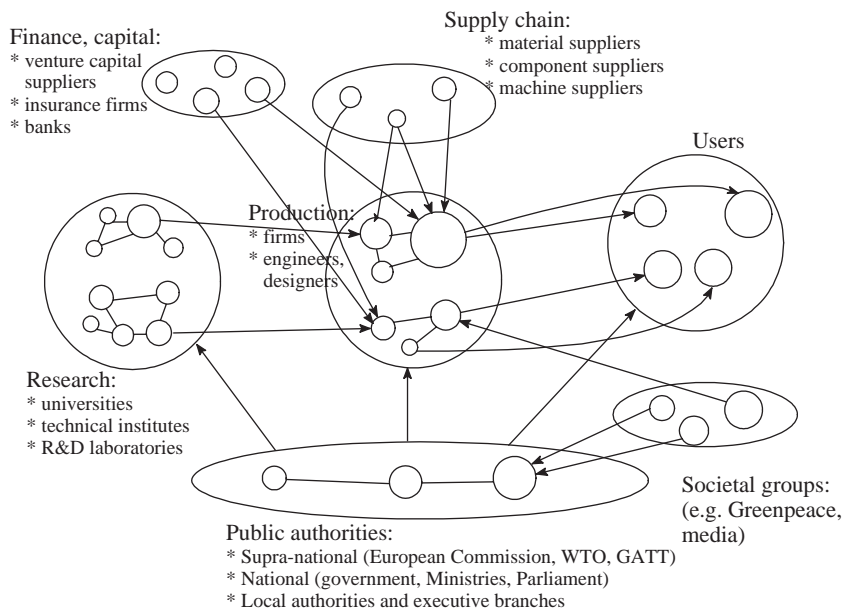 Finance, capital:
* venture capital
suppliers
* insurance firms
* banks
Supply chain:
* material suppliers
* component suppliers
* machine suppliers
Users
Production:
* firms
* engineers,
designers
Research:
* universities
* technical institutes
* R&D laboratories
Societal groups:
(e.g. Greenpeace,
media)
Public authorities:
* Supra-national (European Commission, WTO, GATT)
* National (government, Ministries, Parliament)
* Local authorities and executive branches